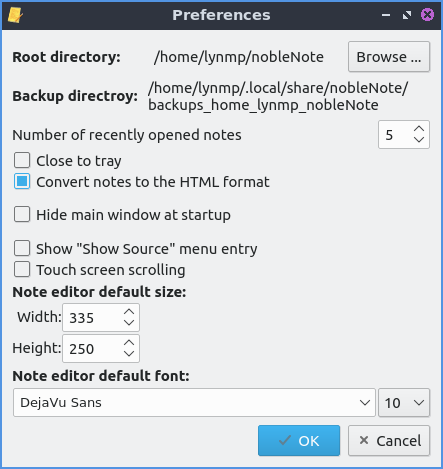 Preferences
Root directory: /home/lynmp/nobleNote Browse ...
Backup directroy: /home/lynmp/.local/share/nobleNote/
backups_home_lynmp_nobleNote
Number of recently opened notes 5
Close to tray
Convert notes to the HTML format
Hide main window at startup
Show "Show Source" menu entry
Touch screen scrolling
Note editor default size:
Width: 335
Height: 250
Note editor default font:
DejaVu Sans 10
OK Cancel